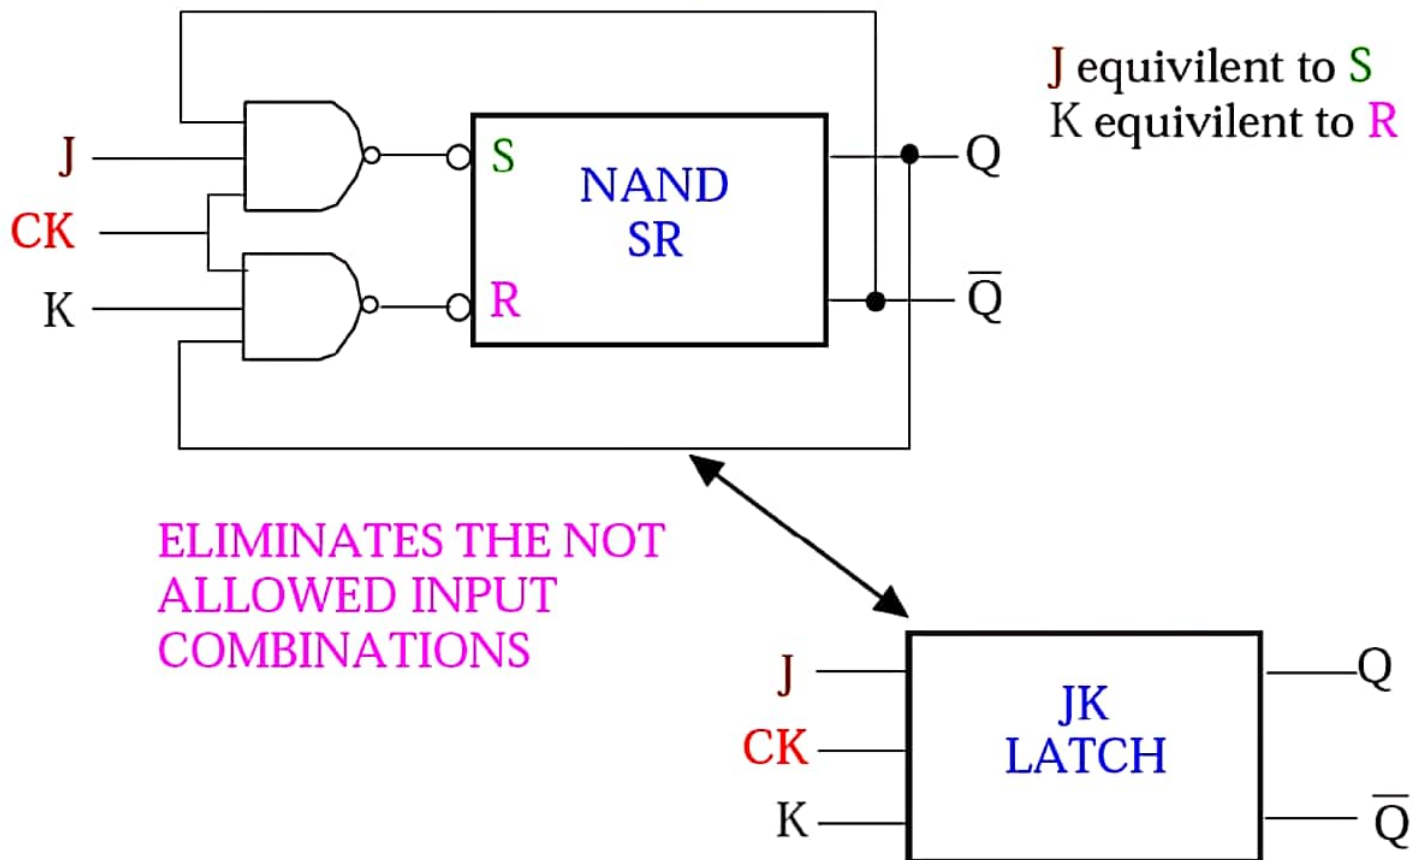 J equivilent to S
K equivilent to R
J
CK
K
S
R
NAND
SR
Q
Q̅
ELIMINATES THE NOT
ALLOWED INPUT
COMBINATIONS
J
CK
K
JK
LATCH
Q
Q̅